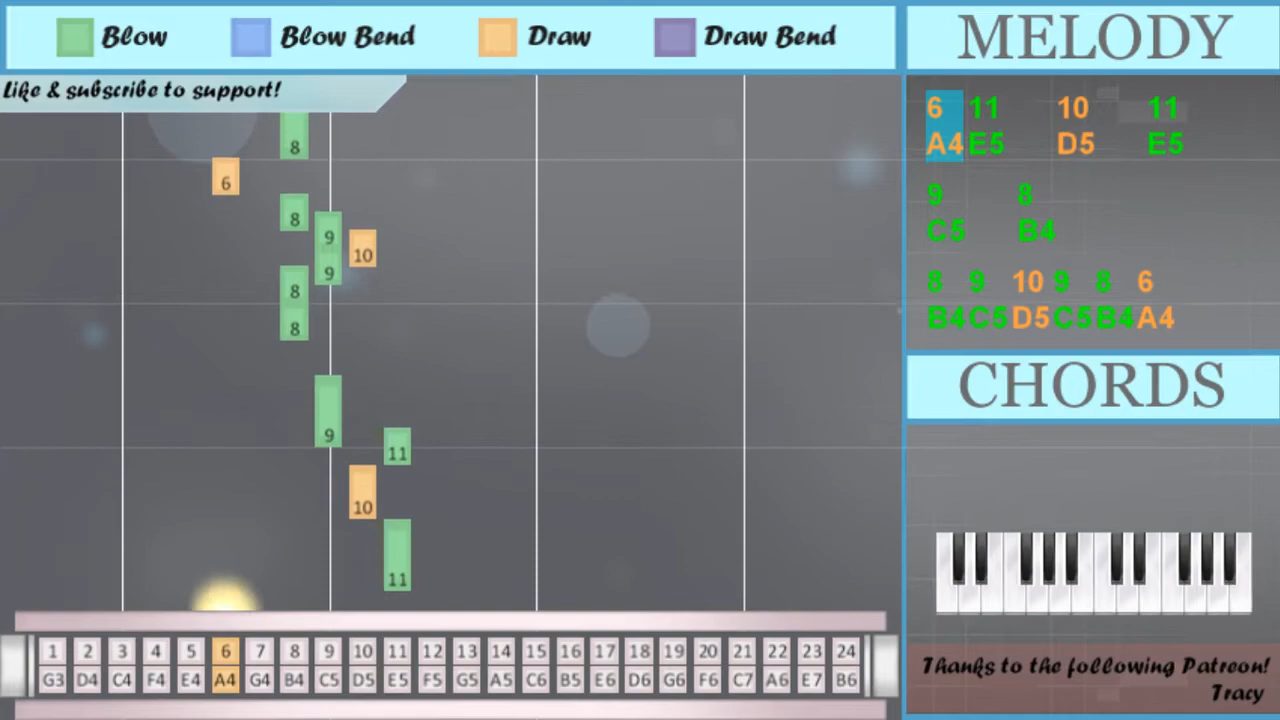 Blow Blow Bend Draw Draw Bend
MELODY
Like & subscribe to support!
8
6
8
9
10
9
8
8
9
11
10
11
6 11 10 11
A4 E5 D5 E5
9 8
C5 B4
8 9 10 9 8 6
B4 C5 D5 C5 B4 A4
CHORDS
1 2 3 4 5 6 7 8 9 10 11 12 13 14 15 16 17 18 19 20 21 22 23 24
G3 D4 C4 F4 E4 A4 G4 B4 C5 D5 E5 F5 G5 A5 C6 B5 E6 D6 G6 F6 C7 A6 E7 B6
Thanks to the following Patreon!
Tracy